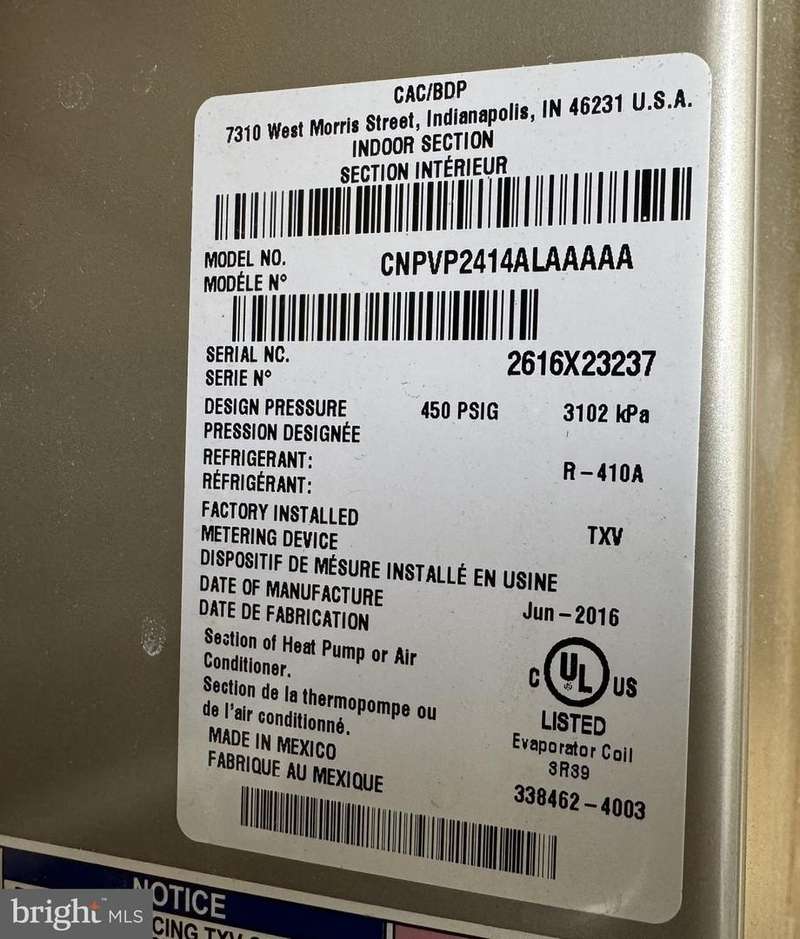 CAC/BDP
7310 West Morris Street, Indianapolis, IN 46231 U.S.A.
INDOOR SECTION
SECTION INTÉRIEUR
MODEL NO. CNPVP2414ALAAAAA
MODÉLE N°
SERIAL NC. 2616X23237
SERIE N°
DESIGN PRESSURE 450 PSIG 3102 kPa
PRESSION DESIGNÉE
REFRIGERANT: R-410A
RÉFRIGÉRANT:
FACTORY INSTALLED
METERING DEVICE TXV
DISPOSITIF DE MÉSURE INSTALLÉ EN USINE
DATE OF MANUFACTURE Jun-2016
DATE DE FABRICATION
Section of Heat Pump or Air
Conditioner.
Section de la thermopompe ou
de l'air conditionné.
MADE IN MEXICO
FABRIQUE AU MEXIQUE
C UL US
LISTED
Evaporator Coil
3R39
338462-4003
NOTICE
bright MLS